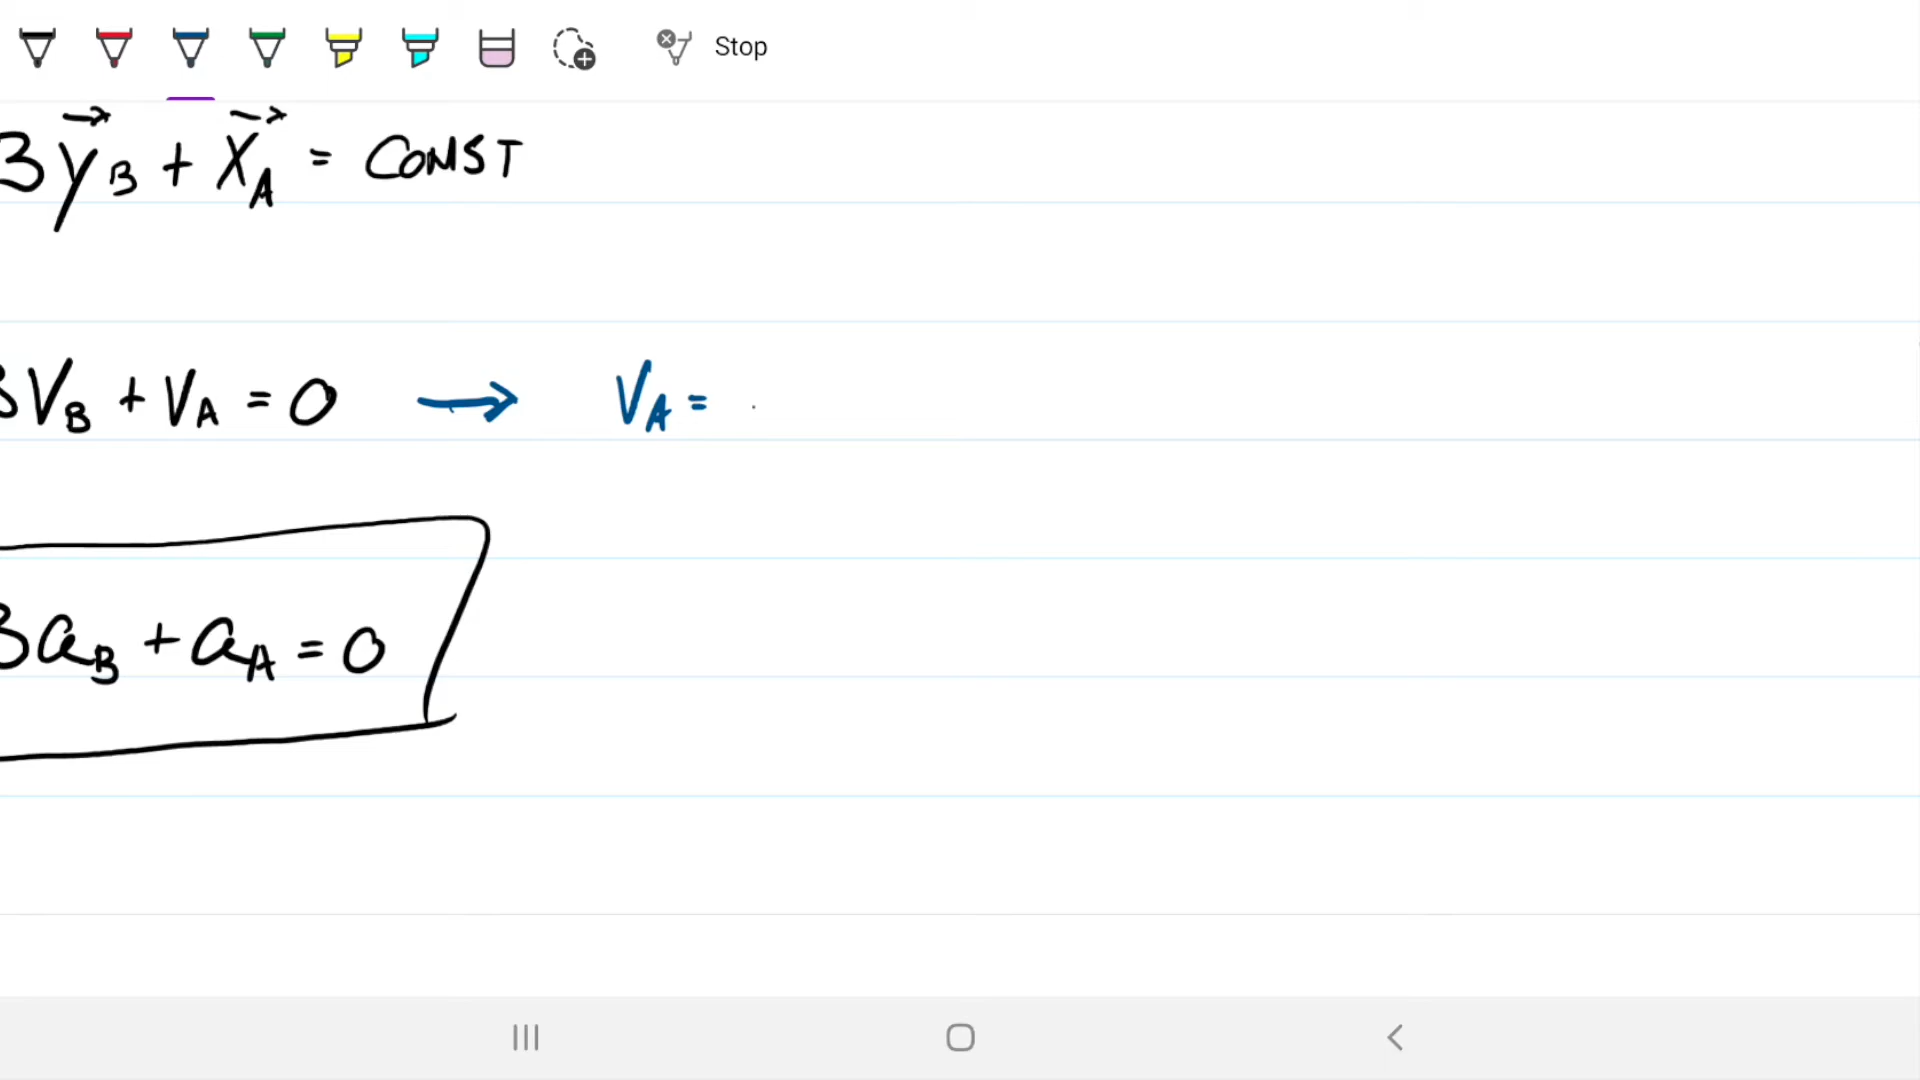 Stop
3y⃗B + x⃗A = CONST
3VB + VA = 0 → VA =
3aB + aA = 0